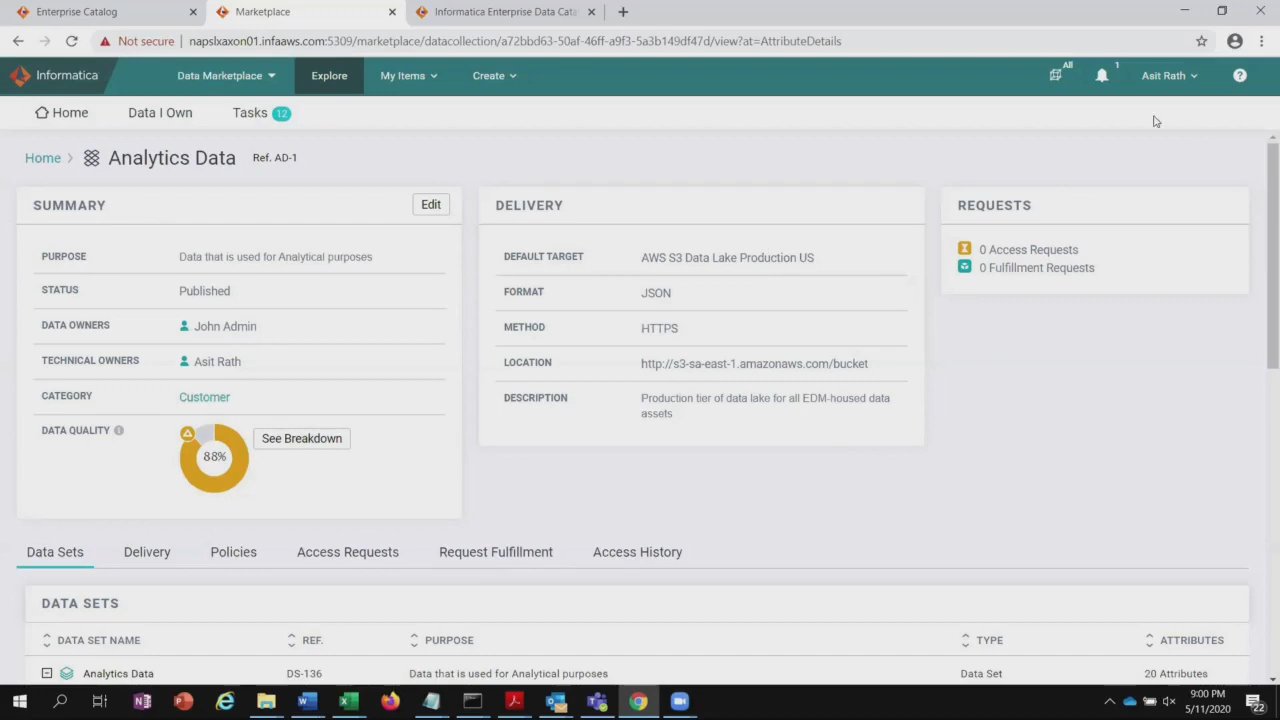 Enterprise Catalog
Marketplace
Informatica Enterprise Data Cata
Not secure
napslxaxon01.infaaws.com:5309/marketplace/datacollection/a72bbd63-50af-46ff-a9f3-5a3b149df47d/view?at=AttributeDetails
Informatica
Data Marketplace
Explore
My Items
Create
All
1
Asit Rath
?
Home
Data I Own
Tasks 12
Home
Analytics Data
Ref. AD-1
SUMMARY
Edit
PURPOSE
Data that is used for Analytical purposes
STATUS
Published
DATA OWNERS
John Admin
TECHNICAL OWNERS
Asit Rath
CATEGORY
Customer
DATA QUALITY
88%
See Breakdown
DELIVERY
DEFAULT TARGET
AWS S3 Data Lake Production US
FORMAT
JSON
METHOD
HTTPS
LOCATION
http://s3-sa-east-1.amazonaws.com/bucket
DESCRIPTION
Production tier of data lake for all EDM-housed data
assets
REQUESTS
0 Access Requests
0 Fulfillment Requests
Data Sets
Delivery
Policies
Access Requests
Request Fulfillment
Access History
DATA SETS
DATA SET NAME
REF.
PURPOSE
TYPE
ATTRIBUTES
Analytics Data
DS-136
Data that is used for Analytical purposes
Data Set
20 Attributes
9:00 PM
5/11/2020
22